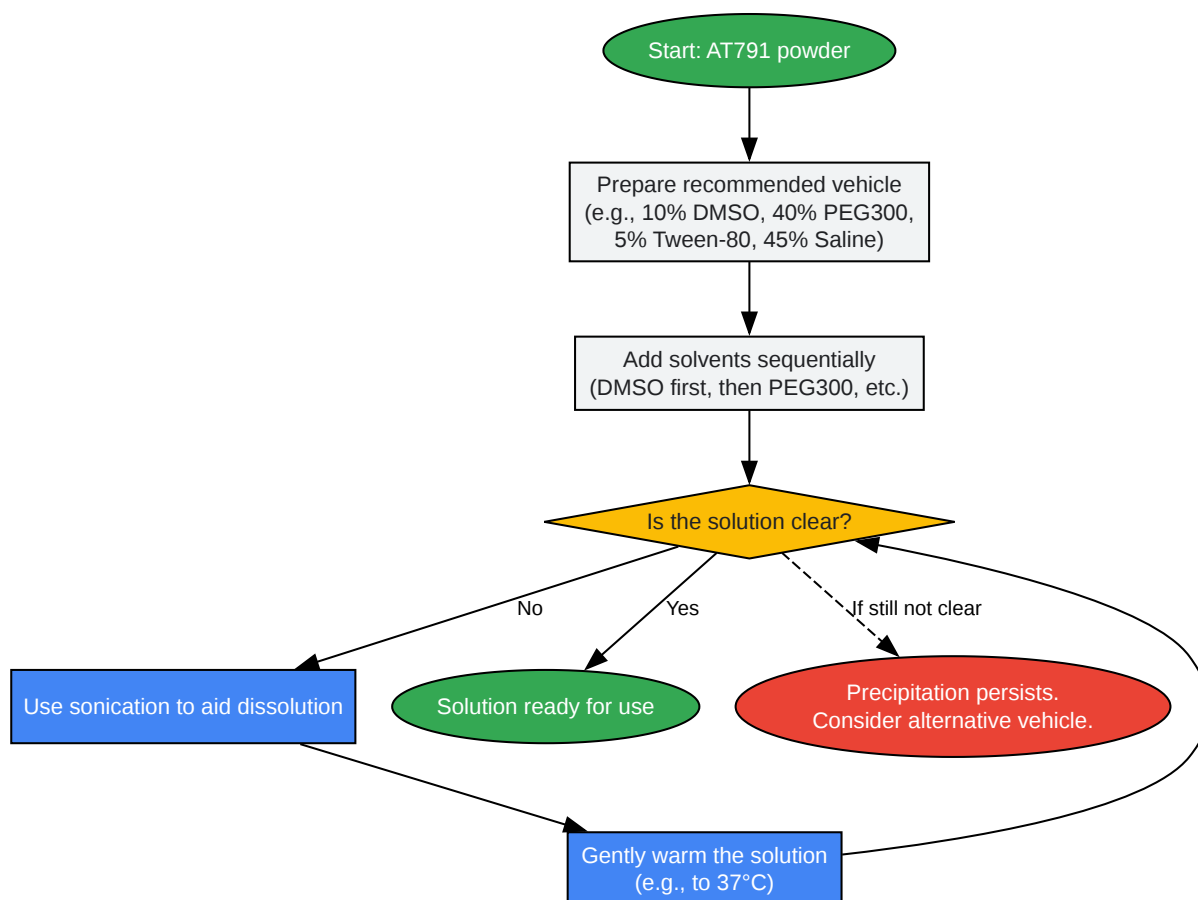 Start: AT791 powder
Prepare recommended vehicle
(e.g., 10% DMSO, 40% PEG300,
5% Tween-80, 45% Saline)
Add solvents sequentially
(DMSO first, then PEG300, etc.)
Is the solution clear?
No
Yes
If still not clear
Use sonication to aid dissolution
Solution ready for use
Precipitation persists.
Consider alternative vehicle.
Gently warm the solution
(e.g., to 37°C)